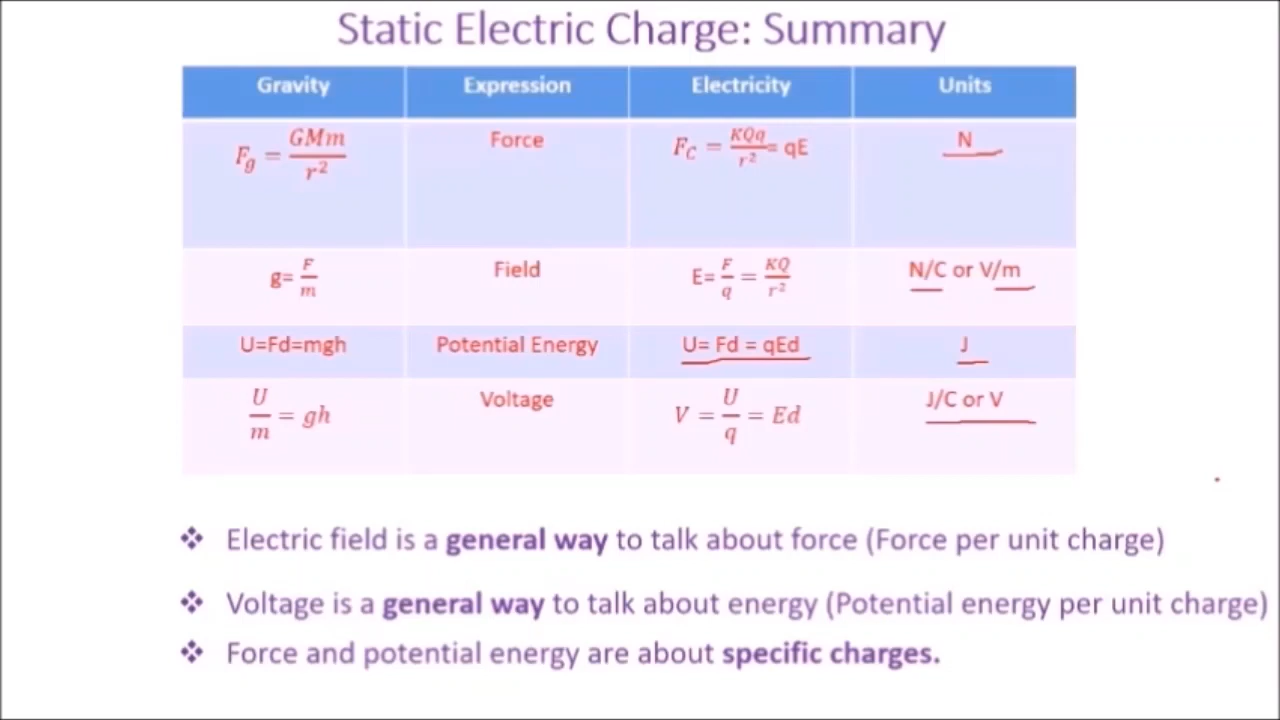 Static Electric Charge: Summary
Gravity Expression Electricity Units
F_g = GMm/r² Force F_C = KQq/r² = qE N
g= F/m Field E= F/q = KQ/r² N/C or V/m
U=Fd=mgh Potential Energy U= Fd = qEd J
U/m = gh Voltage V = U/q = Ed J/C or V
❖ Electric field is a general way to talk about force (Force per unit charge)
❖ Voltage is a general way to talk about energy (Potential energy per unit charge)
❖ Force and potential energy are about specific charges.